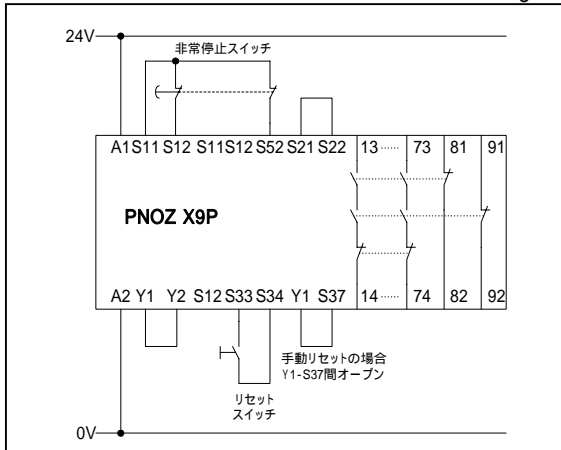 24V
非常停止スイッチ
A1 S11 S12 S11 S12 S52 S21 S22 13 ...... 73 81 91
PNOZ X9P
A2 Y1 Y2 S12 S33 S34 Y1 S37 14 ...... 74 82 92
手動リセットの場合
Y1-S37間オープン
リセット
スイッチ
0V